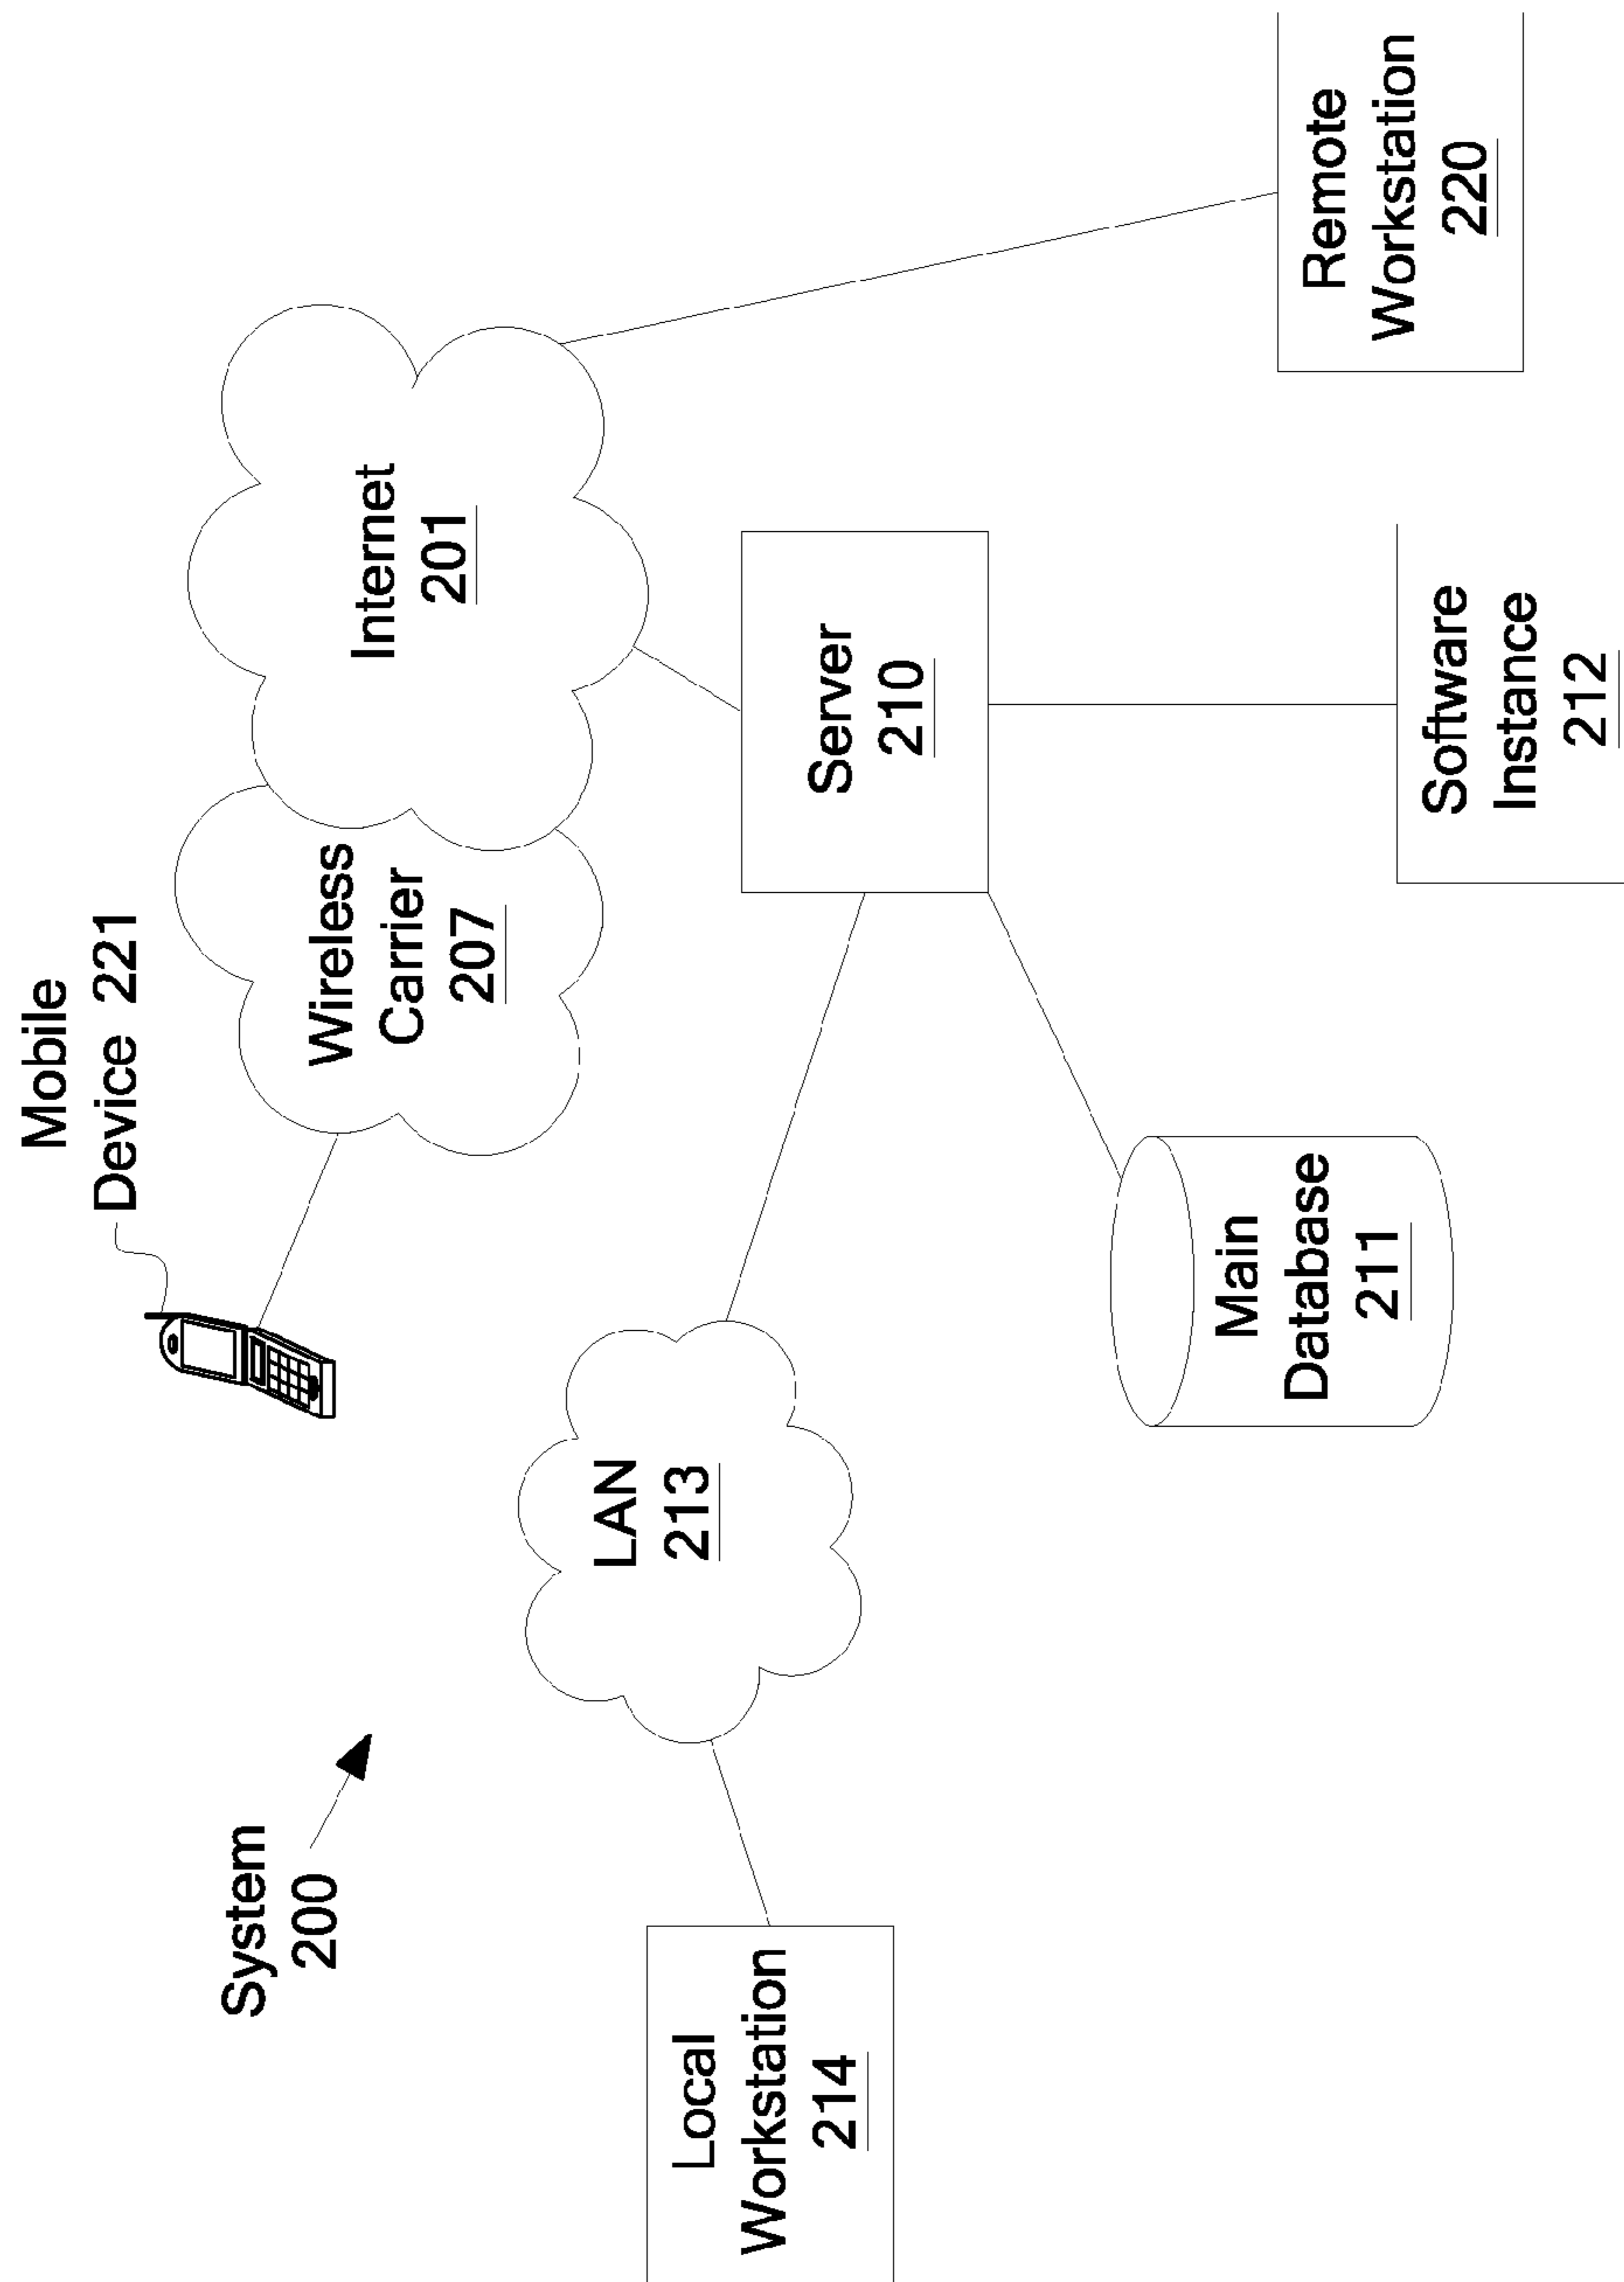 Mobile
Device 221
System
200
Wireless
Carrier
207
Internet
201
LAN
213
Local
Workstation
214
Server
210
Main
Database
211
Software
Instance
212
Remote
Workstation
220